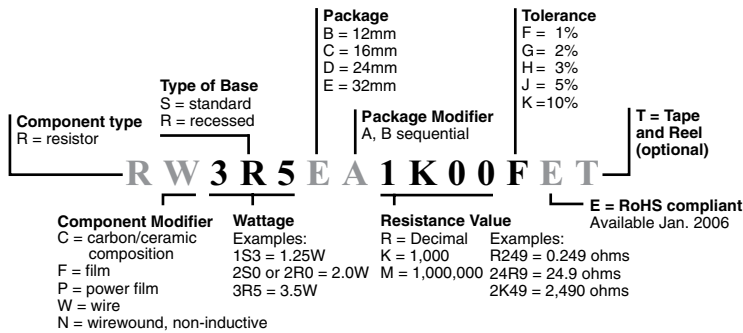 Package
B = 12mm
C = 16mm
D = 24mm
E = 32mm
Tolerance
F = 1%
G = 2%
H = 3%
J = 5%
K =10%
Type of Base
S = standard
R = recessed
Component type
R = resistor
Package Modifier
A, B sequential
T = Tape
and Reel
(optional)
R W 3 R 5 E A 1 K 0 0 F E T
E = RoHS compliant
Available Jan. 2006
Component Modifier
C = carbon/ceramic
composition
F = film
P = power film
W = wire
N = wirewound, non-inductive
Wattage
Examples:
1S3 = 1.25W
2S0 or 2R0 = 2.0W
3R5 = 3.5W
Resistance Value
R = Decimal
K = 1,000
M = 1,000,000
Examples:
R249 = 0.249 ohms
24R9 = 24.9 ohms
2K49 = 2,490 ohms